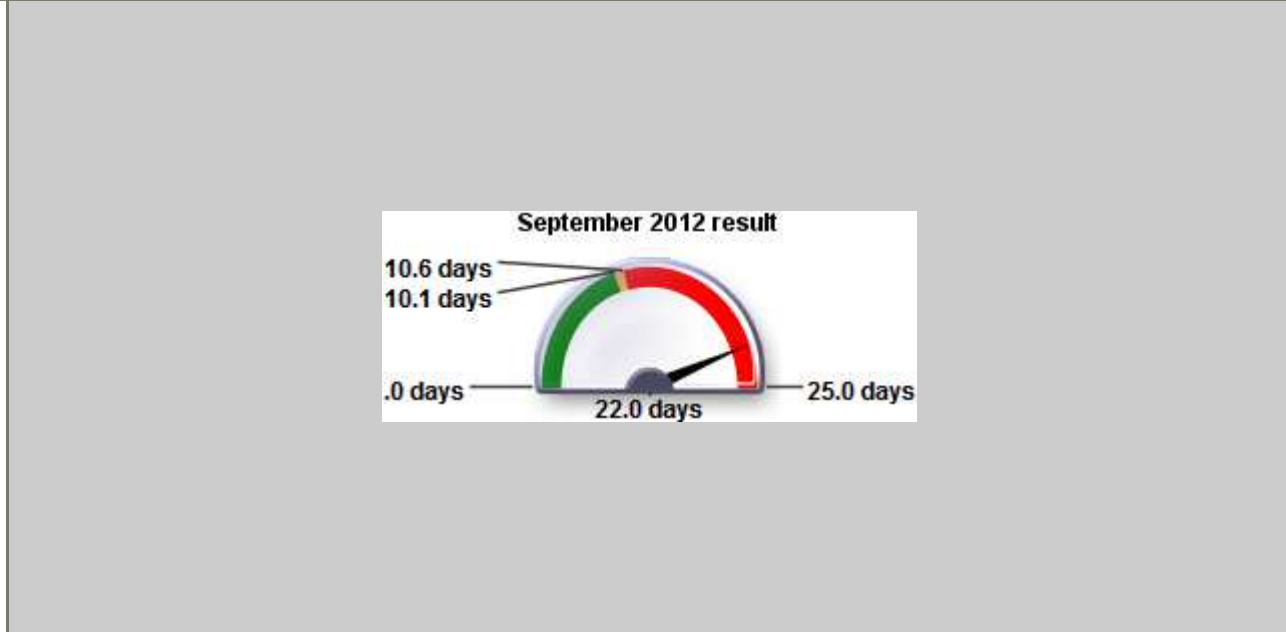 September 2012 result
10.6 days
10.1 days
.0 days
25.0 days
22.0 days